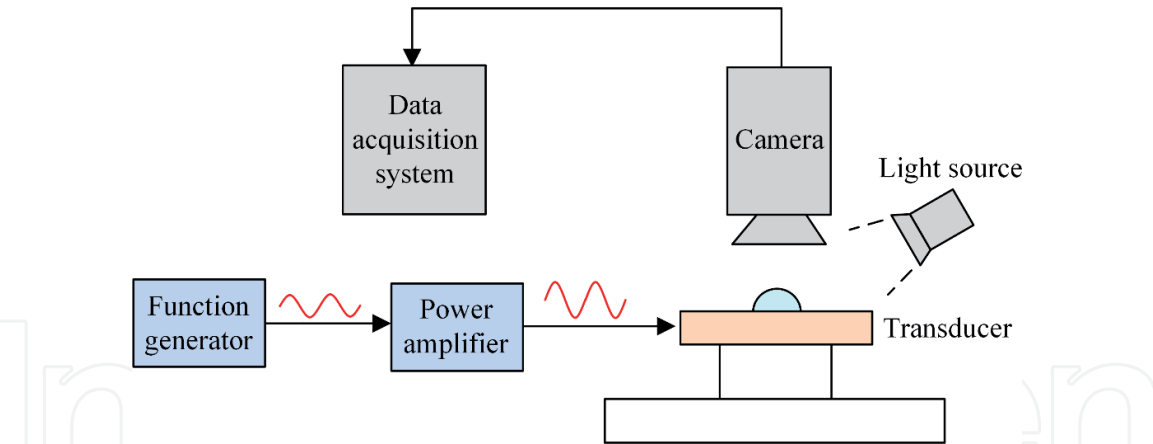 Data
acquisition
system
Camera
Light source
Function
generator
Power
amplifier
Transducer